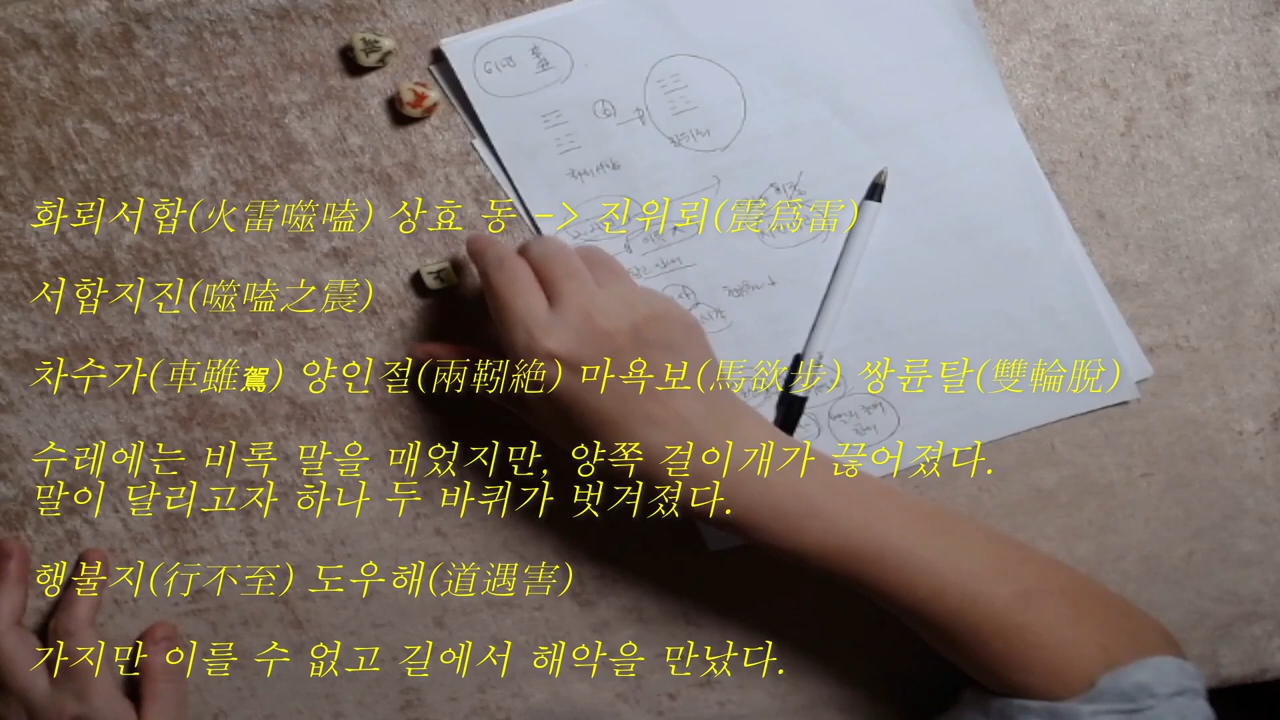 화뢰서합(火雷噬嗑) 상효 동 -> 진위뢰(震爲雷)
서합지진(噬嗑之震)
차수가(車雖駕) 양인절(兩靷絶) 마욕보(馬欲步) 쌍륜탈(雙輪脫)
수레에는 비록 말을 매었지만, 양쪽 걸이개가 끊어졌다.
말이 달리고자 하나 두 바퀴가 벗겨졌다.
행불지(行不至) 도우해(道遇害)
가지만 이를 수 없고 길에서 해악을 만났다.